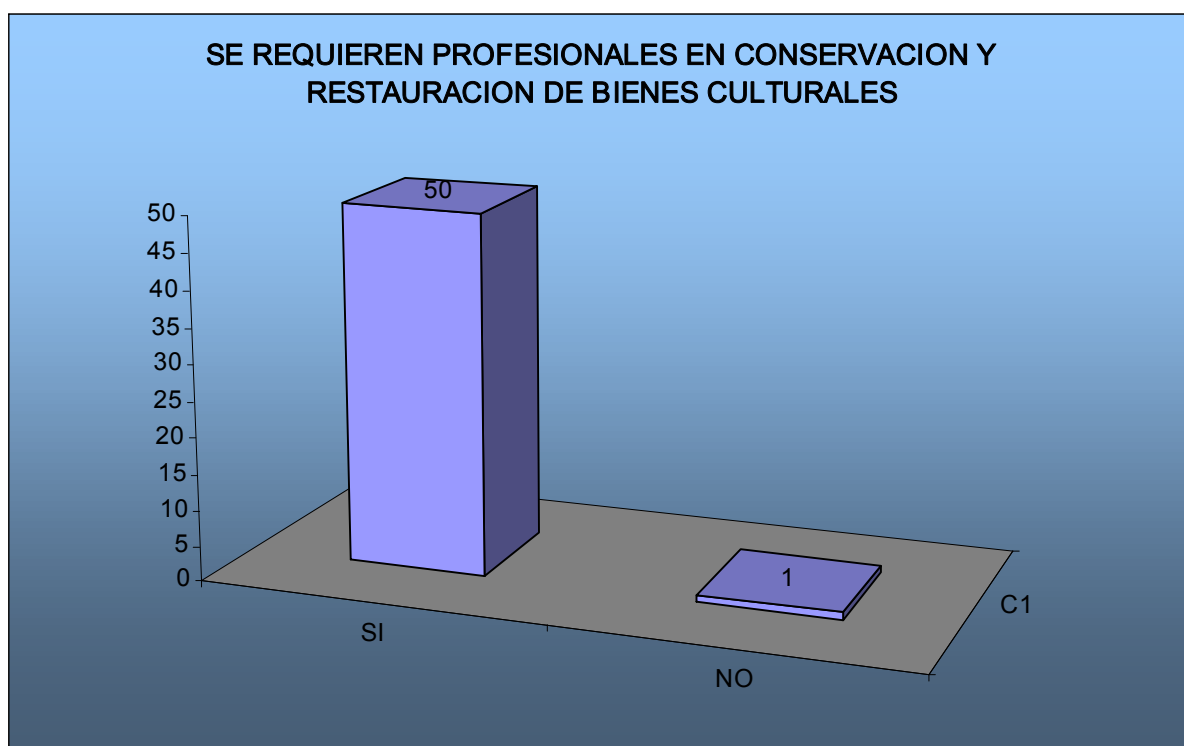 SE REQUIEREN PROFESIONALES EN CONSERVACION Y
RESTAURACION DE BIENES CULTURALES
50
50
45
40
35
30
25
20
15
10
5
0
1
C1
SI
NO